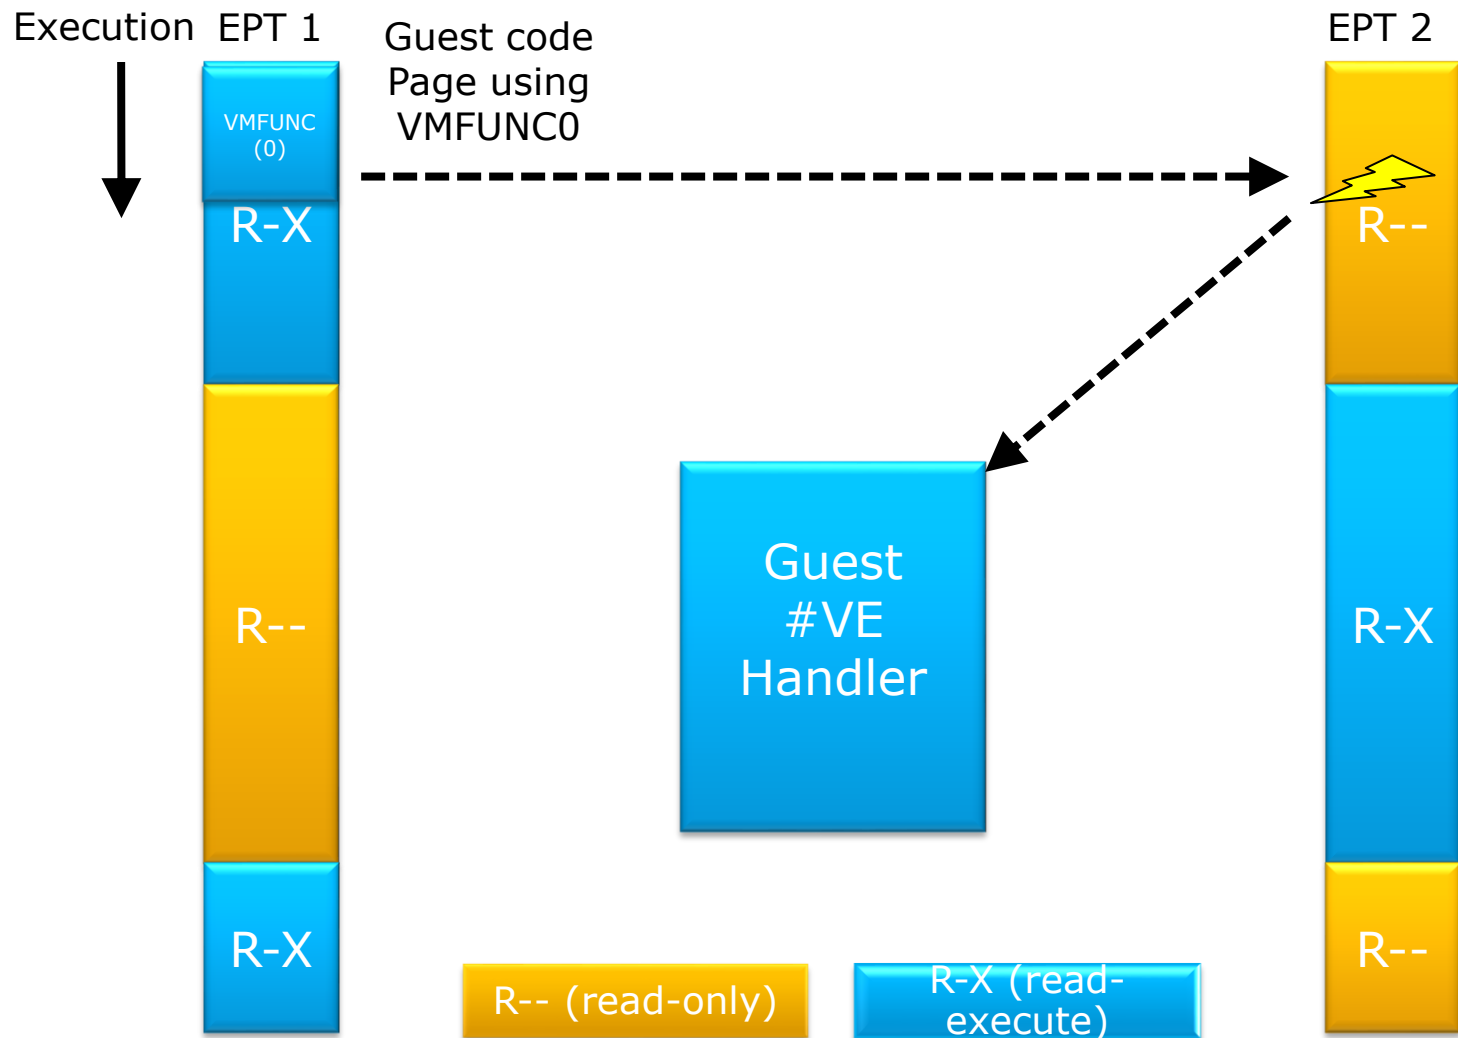 Execution
EPT 1
Guest code
Page using
VMFUNC0
EPT 2
VMFUNC
(0)
R-X
R--
R--
R-X
Guest
#VE
Handler
R-X
R--
R-- (read-only)
R-X (read-
execute)